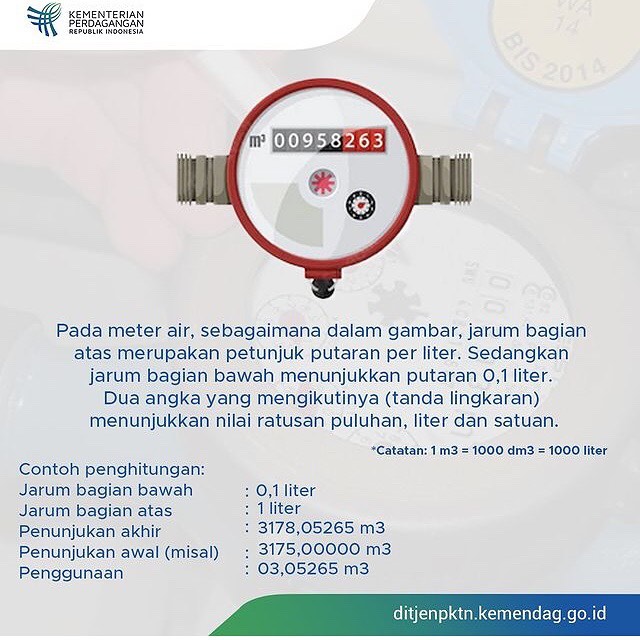 KEMENTERIAN
PERDAGANGAN
REPUBLIK INDONESIA
WA
14
BIS 2014
m³ 00958263
Pada meter air, sebagaimana dalam gambar, jarum bagian
atas merupakan petunjuk putaran per liter. Sedangkan
jarum bagian bawah menunjukkan putaran 0,1 liter.
Dua angka yang mengikutinya (tanda lingkaran)
menunjukkan nilai ratusan puluhan, liter dan satuan.
*Catatan: 1 m3 = 1000 dm3 = 1000 liter
Contoh penghitungan:
Jarum bagian bawah : 0,1 liter
Jarum bagian atas : 1 liter
Penunjukan akhir : 3178,05265 m3
Penunjukan awal (misal) : 3175,00000 m3
Penggunaan : 03,05265 m3
ditjenpktn.kemendag.go.id